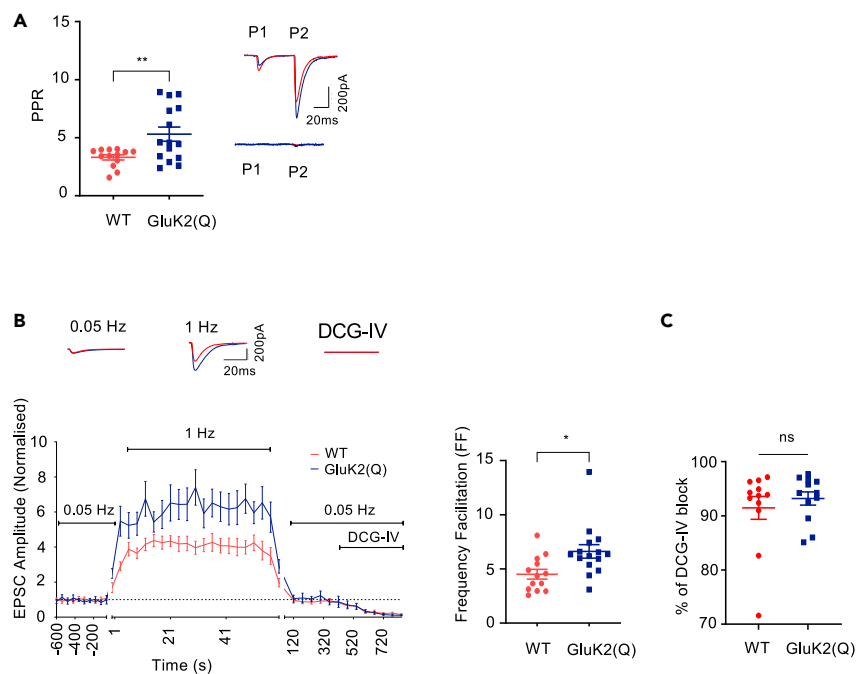 A
PPR
15
10
5
0
**
WT
GluK2(Q)
P1 P2
200pA
20ms
P1 P2
B
0.05 Hz
1 Hz
DCG-IV
200pA
20ms
EPSC Amplitude (Normalised)
10
8
6
4
2
0
1 Hz
WT
GluK2(Q)
0.05 Hz
0.05 Hz
DCG-IV
-600 -400 -200 1 21 41 120 320 520 720
Time (s)
Frequency Facilitation (FF)
15
10
5
0
*
WT
GluK2(Q)
C
% of DCG-IV block
100
90
80
70
ns
WT
GluK2(Q)